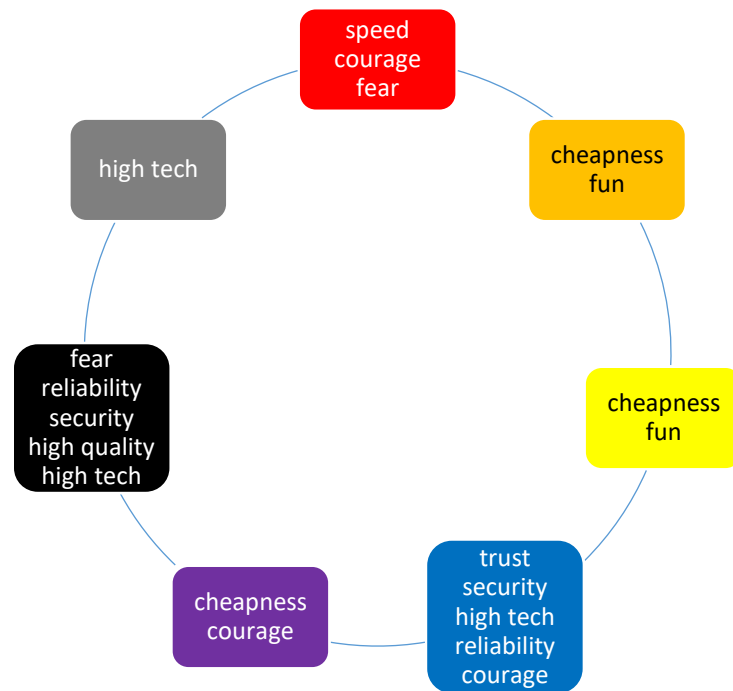 speed
courage
fear
cheapness
fun
cheapness
fun
trust
security
high tech
reliability
courage
cheapness
courage
fear
reliability
security
high quality
high tech
high tech